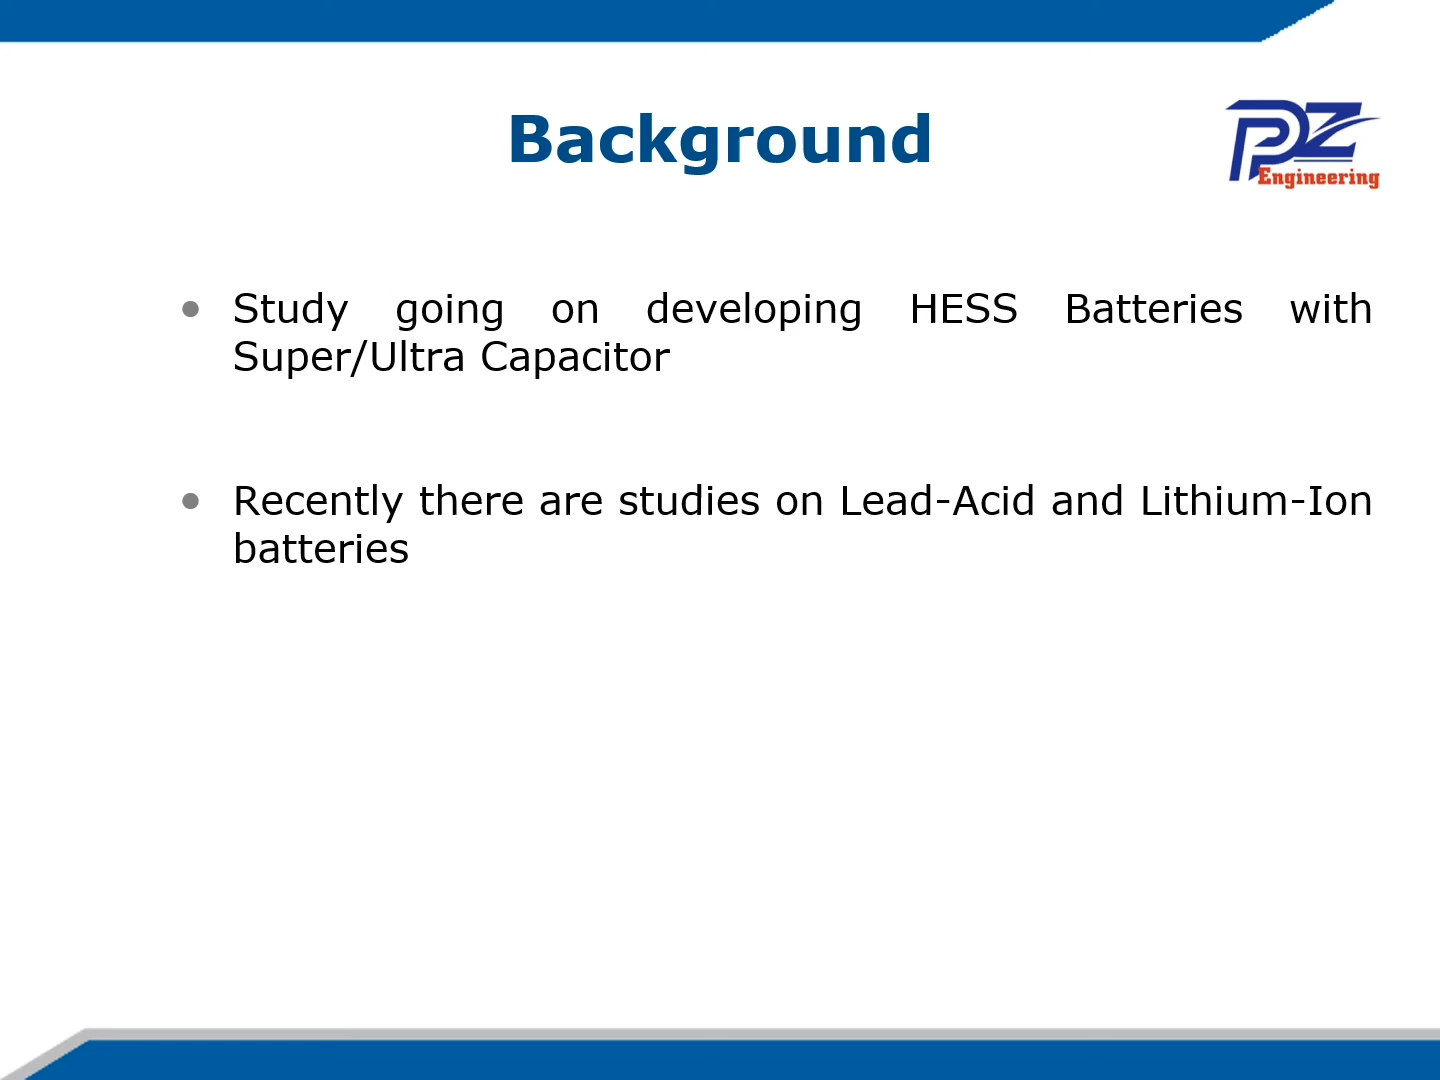 Background
PPZ
Engineering
• Study going on developing HESS Batteries with
Super/Ultra Capacitor
• Recently there are studies on Lead-Acid and Lithium-Ion
batteries